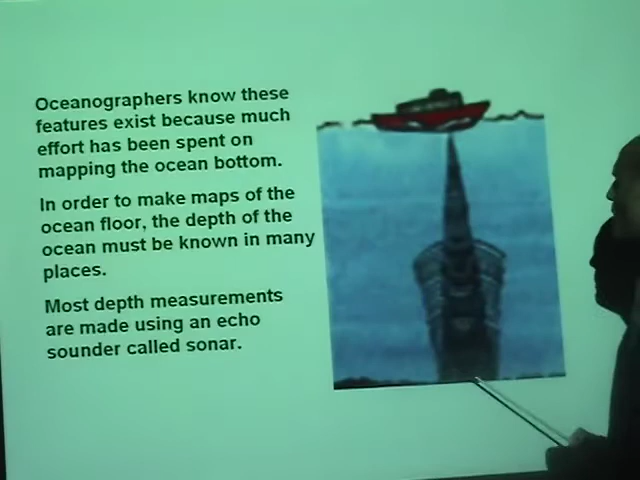 Oceanographers know these
features exist because much
effort has been spent on
mapping the ocean bottom.
In order to make maps of the
ocean floor, the depth of the
ocean must be known in many
places.
Most depth measurements
are made using an echo
sounder called sonar.